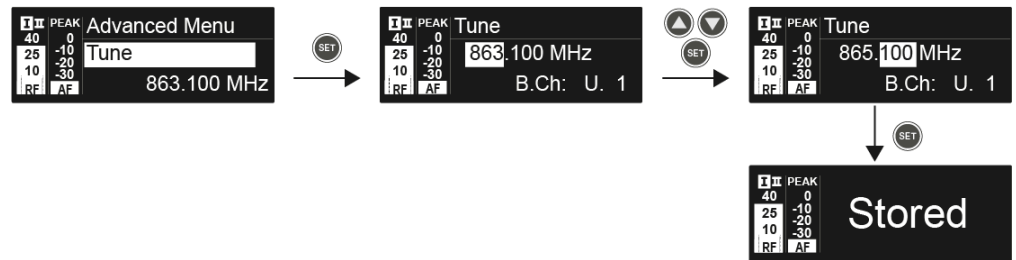 I II PEAK Advanced Menu
40 0
25 -10 Tune
-20
10 -30
RF AF 863.100 MHz
SET
I II PEAK Tune
40 0
25 -10 863.100 MHz
-20
10 -30
RF AF B.Ch: U. 1
SET
I II PEAK Tune
40 0
25 -10 865.100 MHz
-20
10 -30
RF AF B.Ch: U. 1
SET
I II PEAK
40 0
25 -10 Stored
-20
10 -30
RF AF